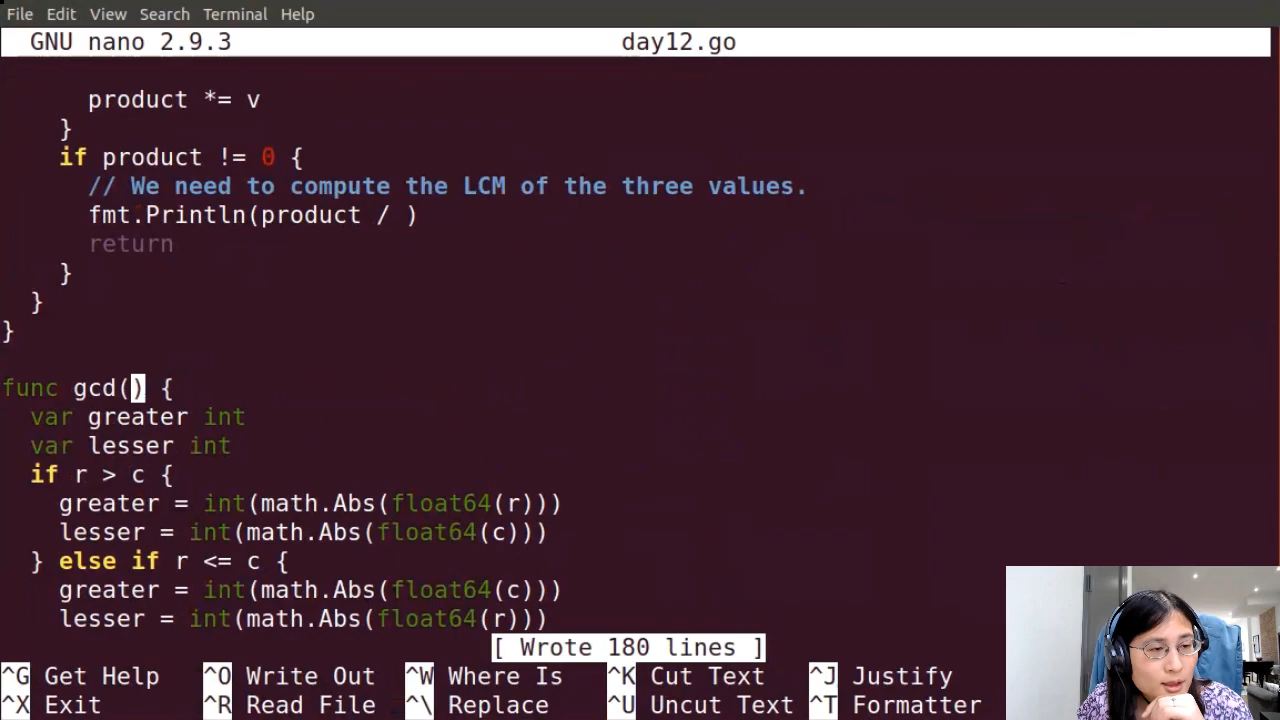 File Edit View Search Terminal Help
GNU nano 2.9.3 day12.go
product *= v
}
if product != 0 {
// We need to compute the LCM of the three values.
fmt.Println(product / )
return
}
}
}
func gcd() {
var greater int
var lesser int
if r > c {
greater = int(math.Abs(float64(r)))
lesser = int(math.Abs(float64(c)))
} else if r <= c {
greater = int(math.Abs(float64(c)))
lesser = int(math.Abs(float64(r)))
[ Wrote 180 lines ]
^G Get Help ^O Write Out ^W Where Is ^K Cut Text ^J Justify
^X Exit ^R Read File ^\ Replace ^U Uncut Text ^T Formatter